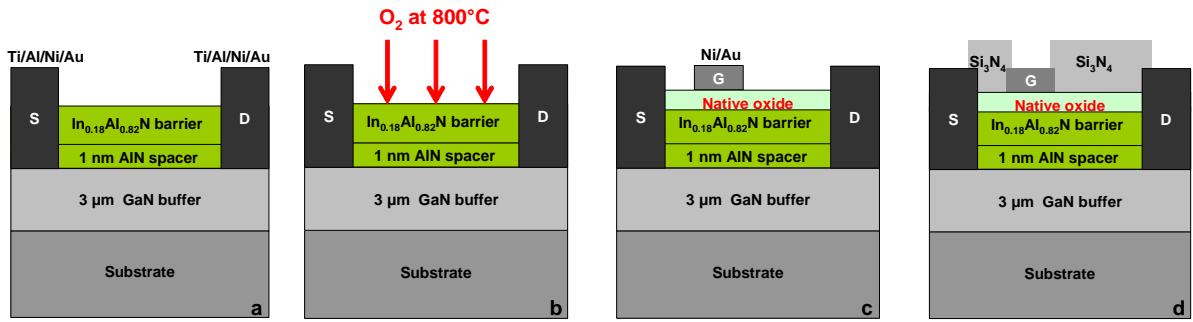 Ti/Al/Ni/Au
Ti/Al/Ni/Au
S
D
In0.18Al0.82N barrier
1 nm AlN spacer
3 µm GaN buffer
Substrate
a
O2 at 800°C
S
D
In0.18Al0.82N barrier
1 nm AlN spacer
3 µm GaN buffer
Substrate
b
Ni/Au
G
Native oxide
S
D
In0.18Al0.82N barrier
1 nm AlN spacer
3 µm GaN buffer
Substrate
c
Si3N4
Si3N4
G
Native oxide
S
D
In0.18Al0.82N barrier
1 nm AlN spacer
3 µm GaN buffer
Substrate
d